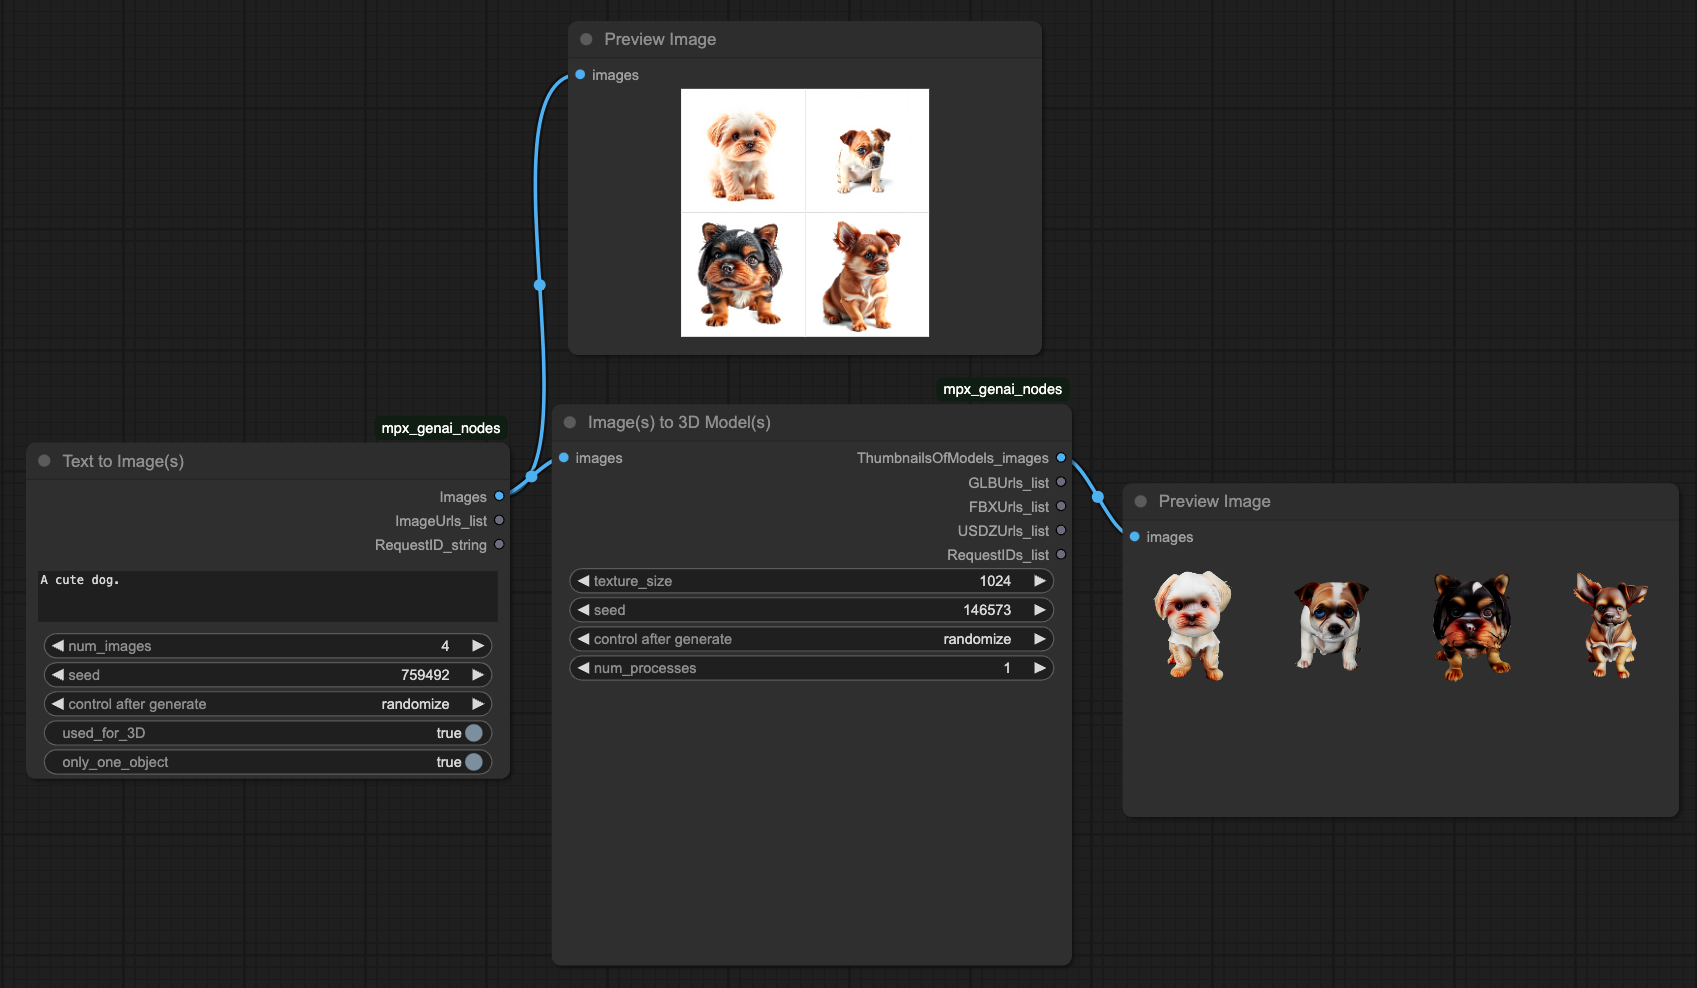 Preview Image
images
mpx_genai_nodes
Text to Image(s)
Images
ImageUrls_list
RequestID_string
A cute dog.
num_images 4
seed 759492
control after generate randomize
used_for_3D true
only_one_object true
mpx_genai_nodes
Image(s) to 3D Model(s)
images ThumbnailsOfModels_images
GLBUrls_list
FBXUrls_list
USDZUrls_list
RequestIDs_list
texture_size 1024
seed 146573
control after generate randomize
num_processes 1
Preview Image
images